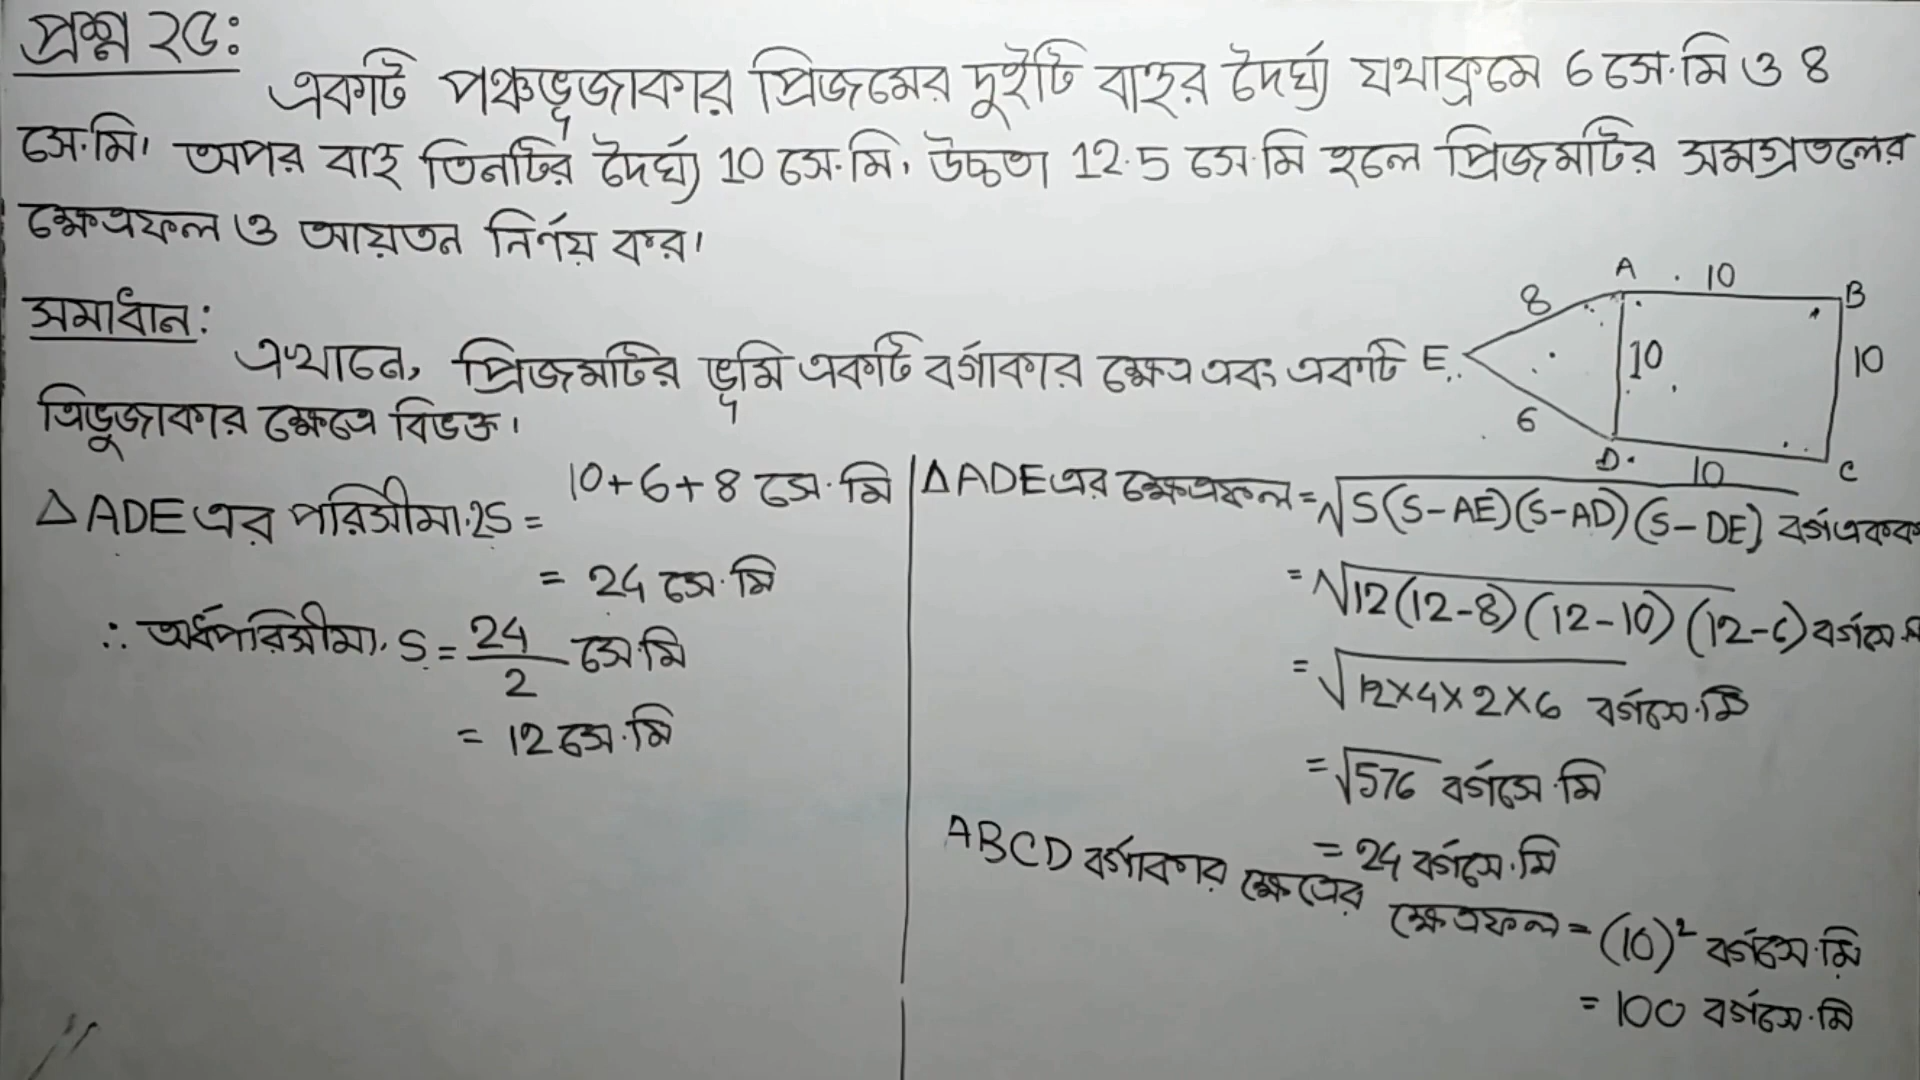 প্রশ্ন ২৫:
একটি পঞ্চভূজাকার প্রিজমের দুইটি বাহুর দৈর্ঘ্য যথাক্রমে 6 সে.মি ও 8
সে.মি। অপর বাহু তিনটির দৈর্ঘ্য 10 সে.মি, উচ্চতা 12.5 সে.মি হলে প্রিজমটির সমগ্রতলের
ক্ষেত্রফল ও আয়তন নির্ণয় কর।
সমাধান:
এখানে, প্রিজমটির ভূমি একটি বর্গাকার ক্ষেত্র এবং একটি
ত্রিভুজাকার ক্ষেত্রে বিভক্ত।
A 10 B
8
E 10 10
6
D 10 C
△ADE এর পরিসীমা, 2S = 10+6+8 সে.মি
= 24 সে.মি
∴ অর্ধপরিসীমা, S = 24/2 সে.মি
= 12 সে.মি
△ADE এর ক্ষেত্রফল = √S(S-AE)(S-AD)(S-DE) বর্গএকক
= √12(12-8)(12-10)(12-6) বর্গসে.মি
= √12×4×2×6 বর্গসে.মি
= √576 বর্গসে.মি
= 24 বর্গসে.মি
ABCD বর্গাকার ক্ষেত্রের ক্ষেত্রফল = (10)² বর্গসে.মি
= 100 বর্গসে.মি